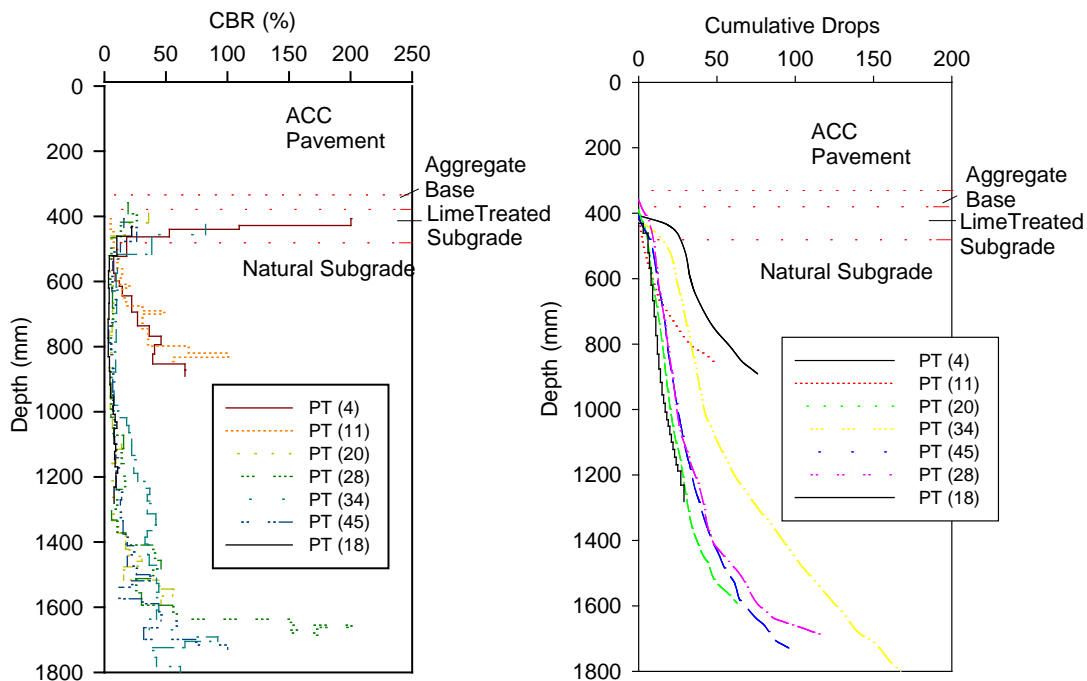 CBR (%)
0 50 100 150 200 250
Depth (mm)
0
200
400
600
800
1000
1200
1400
1600
1800
ACC
Pavement
Aggregate
Base
LimeTreated
Subgrade
Natural Subgrade
PT (4)
PT (11)
PT (20)
PT (28)
PT (34)
PT (45)
PT (18)
Cumulative Drops
0 50 100 150 200
Depth (mm)
0
200
400
600
800
1000
1200
1400
1600
1800
ACC
Pavement
Aggregate
Base
LimeTreated
Subgrade
Natural Subgrade
PT (4)
PT (11)
PT (20)
PT (34)
PT (45)
PT (28)
PT (18)